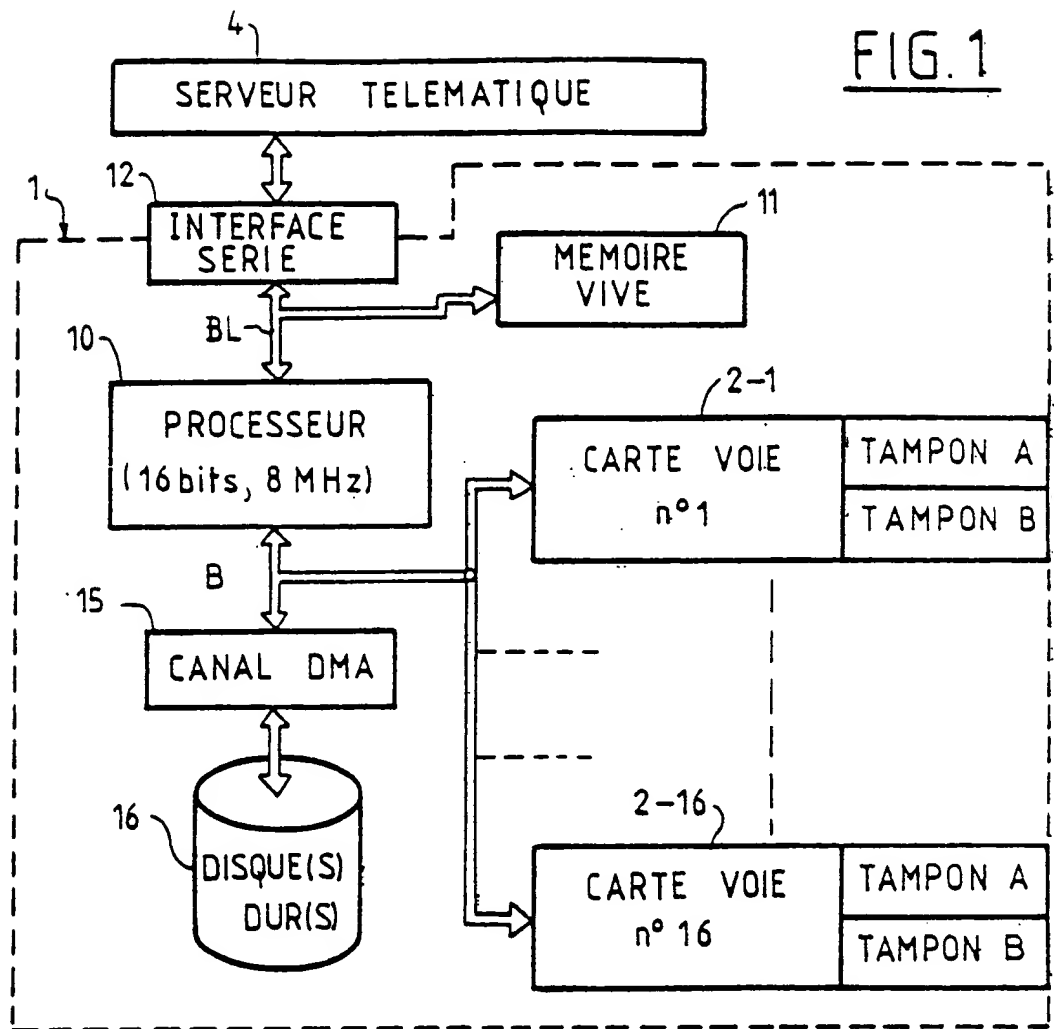 FIG. 1
4
SERVEUR TELEMATIQUE
1
12
INTERFACE
SERIE
11
MEMOIRE
VIVE
BL
10
PROCESSEUR
(16 bits, 8 MHz)
2-1
CARTE VOIE
n° 1
TAMPON A
TAMPON B
B
15
CANAL DMA
16
DISQUE(S)
DUR(S)
2-16
CARTE VOIE
n° 16
TAMPON A
TAMPON B